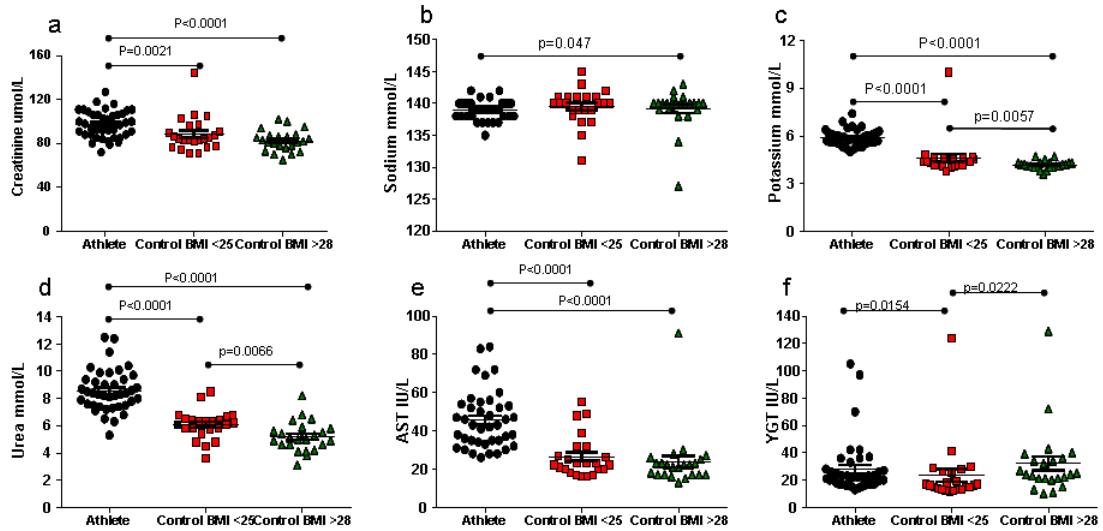 a
P<0.0001
P=0.0021
Creatinine umol/L
160
120
80
40
0
Athlete Control BMI <25 Control BMI >28
b
p=0.047
Sodium mmol/L
150
145
140
135
130
125
120
Athlete Control BMI <25 Control BMI >28
c
P<0.0001
P<0.0001
p=0.0057
Potassium mmol/L
12
9
6
3
0
Athlete Control BMI <25 Control BMI >28
d
P<0.0001
P<0.0001
p=0.0066
Urea mmol/L
14
12
10
8
6
4
2
0
Athlete Control BMI <25 Control BMI >28
e
P<0.0001
P<0.0001
AST IU/L
100
80
60
40
20
0
Athlete Control BMI <25 Control BMI >28
f
p=0.0222
p=0.0154
YGT IU/L
140
120
100
80
60
40
20
0
Athlete Control BMI <25 Control BMI >28